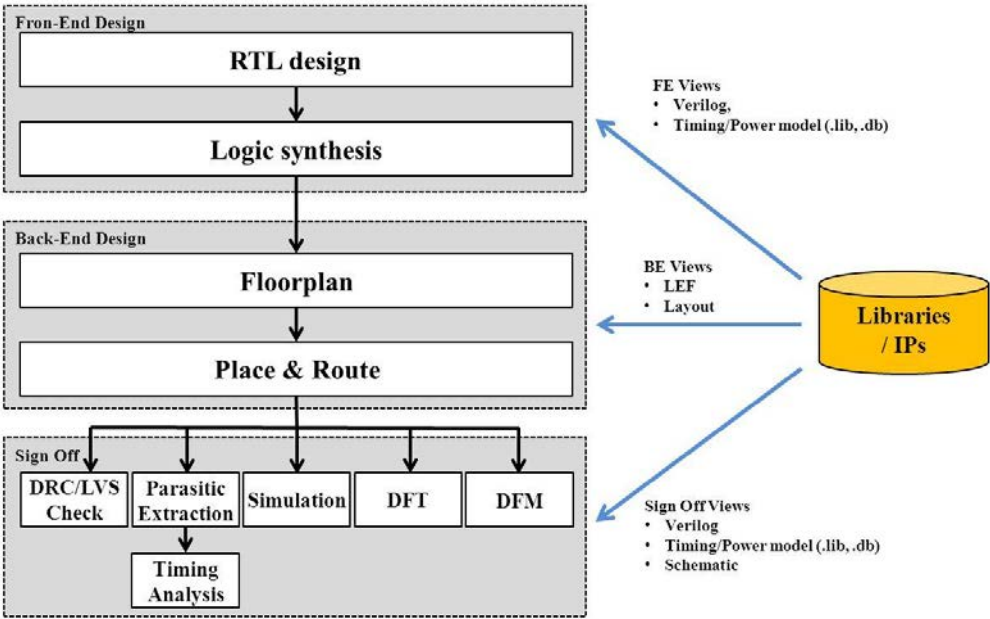 Fron-End Design
RTL design
Logic synthesis
Back-End Design
Floorplan
Place & Route
Sign Off
DRC/LVS
Check
Parasitic
Extraction
Simulation
DFT
DFM
Timing
Analysis
FE Views
• Verilog,
• Timing/Power model (.lib, .db)
BE Views
• LEF
• Layout
Sign Off Views
• Verilog
• Timing/Power model (.lib, .db)
• Schematic
Libraries
/ IPs